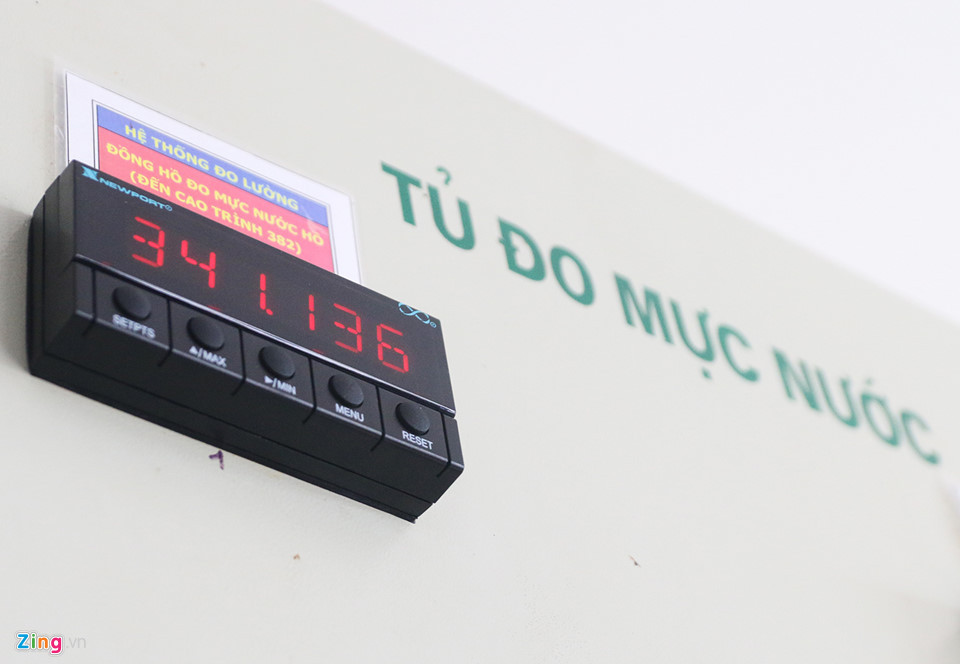 HỆ THỐNG ĐO LƯỜNG
ĐỒNG HỒ ĐO MỰC NƯỚC HỒ
(ĐẾN CAO TRÌNH 382)
NEWPORT
341.136
SETPTS
▲/MAX
▶/MIN
MENU
RESET
TỦ ĐO MỰC NƯỚC
1
Zing.vn